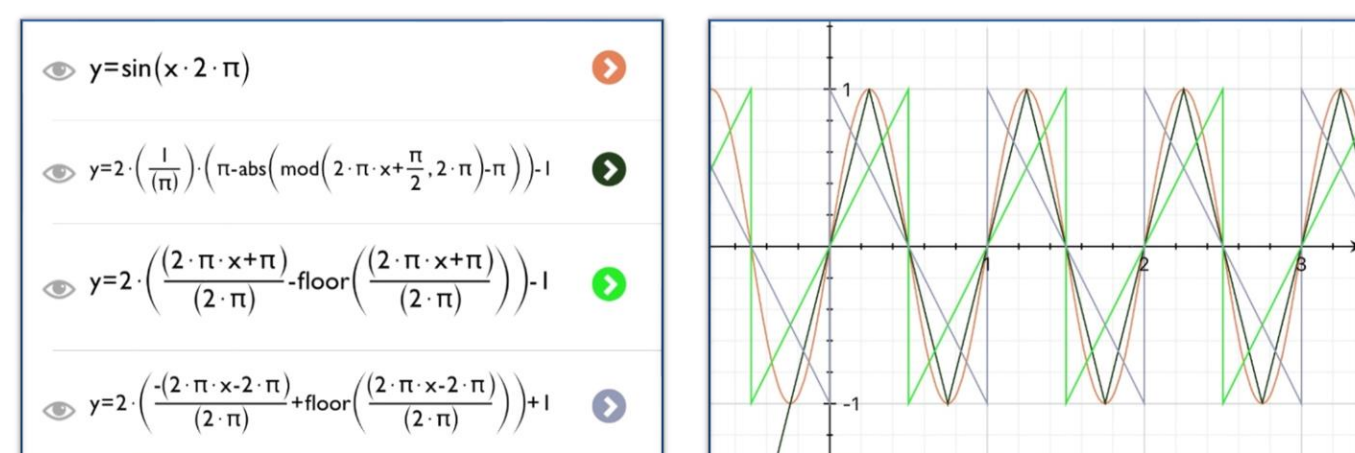 y=sin(x·2·π)
y=2·(1/(π))·(π-abs(mod(2·π·x+π/2,2·π)-π))-1
y=2·((2·π·x+π)/(2·π)-floor((2·π·x+π)/(2·π)))-1
y=2·(-(2·π·x-2·π)/(2·π)+floor((2·π·x-2·π)/(2·π)))+1
1
1
2
3
-1